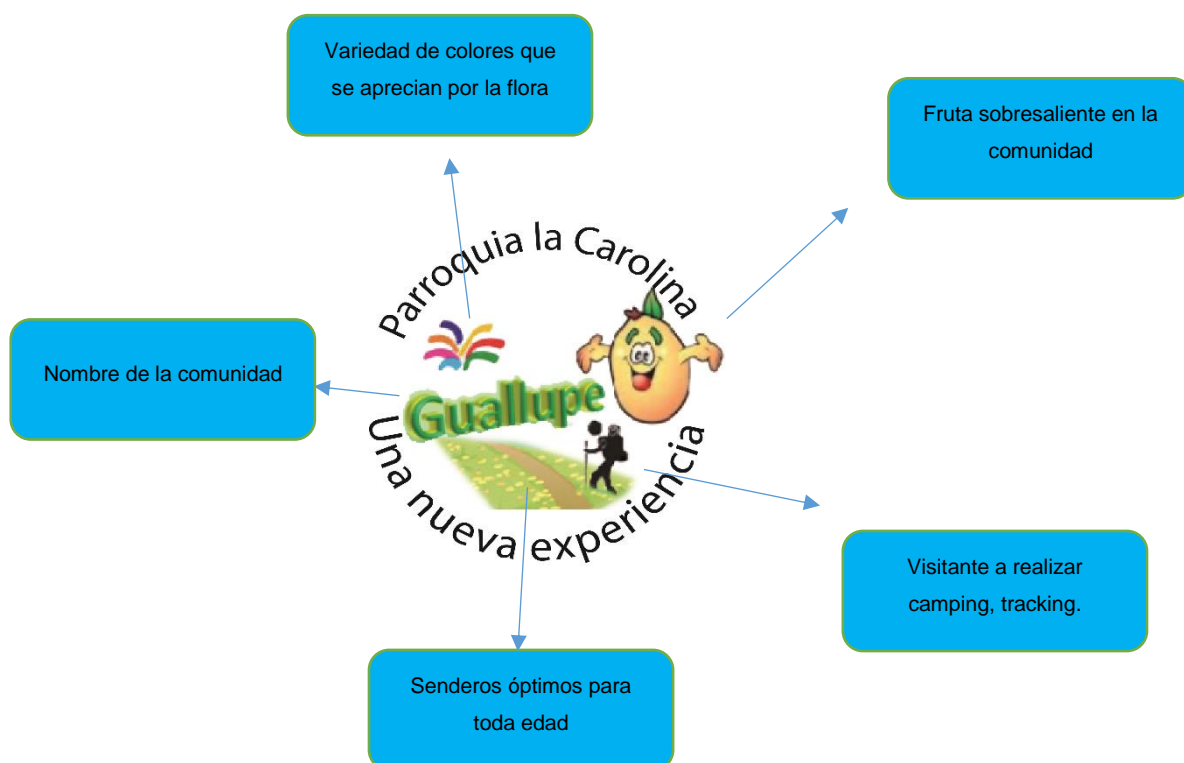 Variedad de colores que
se aprecian por la flora
Fruta sobresaliente en la
comunidad
Parroquia la Carolina
Nombre de la comunidad
Guallupe
Una nueva experiencia
Visitante a realizar
camping, tracking.
Senderos óptimos para
toda edad